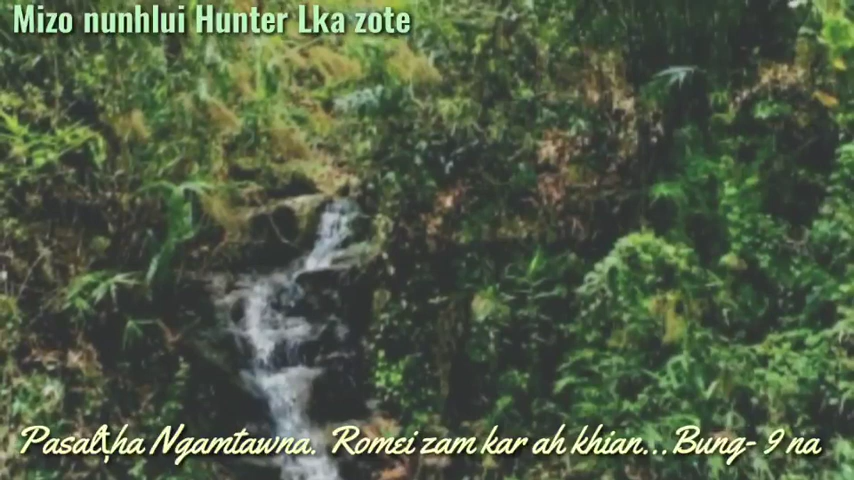 Mizo nunhlui Hunter Lka zote
Pasalṭha Ngamtawna. Romei zam kar ah khian... Bung- 9 na